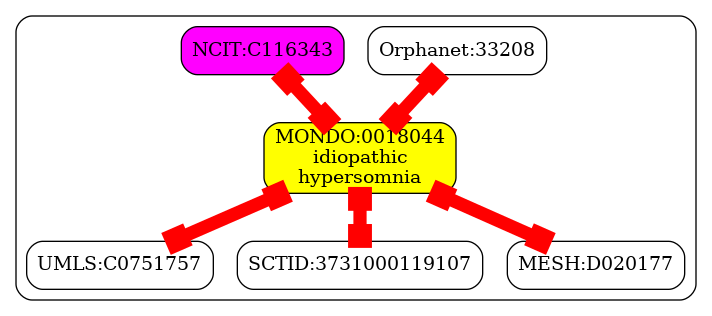 NCIT:C116343
Orphanet:33208
MONDO:0018044
idiopathic
hypersomnia
UMLS:C0751757
SCTID:3731000119107
MESH:D020177